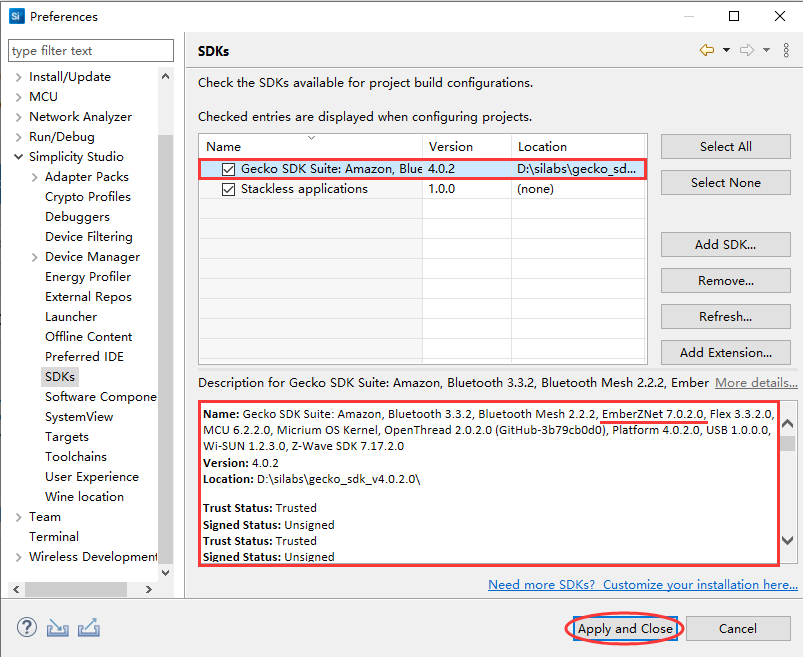 Si
Preferences
type filter text
Install/Update
MCU
Network Analyzer
Run/Debug
Simplicity Studio
Adapter Packs
Crypto Profiles
Debuggers
Device Filtering
Device Manager
Energy Profiler
External Repos
Launcher
Offline Content
Preferred IDE
SDKs
Software Compone
SystemView
Targets
Toolchains
User Experience
Wine location
Team
Terminal
Wireless Development
SDKs
Check the SDKs available for project build configurations.
Checked entries are displayed when configuring projects.
Name Version Location
Gecko SDK Suite: Amazon, Blue 4.0.2 D:\silabs\gecko_sd...
Stackless applications 1.0.0 (none)
Select All
Select None
Add SDK...
Remove...
Refresh...
Add Extension...
Description for Gecko SDK Suite: Amazon, Bluetooth 3.3.2, Bluetooth Mesh 2.2.2, Ember More details...
Name: Gecko SDK Suite: Amazon, Bluetooth 3.3.2, Bluetooth Mesh 2.2.2, EmberZNet 7.0.2.0, Flex 3.3.2.0,
MCU 6.2.2.0, Micrium OS Kernel, OpenThread 2.0.2.0 (GitHub-3b79cb0d0), Platform 4.0.2.0, USB 1.0.0.0,
Wi-SUN 1.2.3.0, Z-Wave SDK 7.17.2.0
Version: 4.0.2
Location: D:\silabs\gecko_sdk_v4.0.2.0\
Trust Status: Trusted
Signed Status: Unsigned
Trust Status: Trusted
Signed Status: Unsigned
Need more SDKs? Customize your installation here...
?
Apply and Close
Cancel